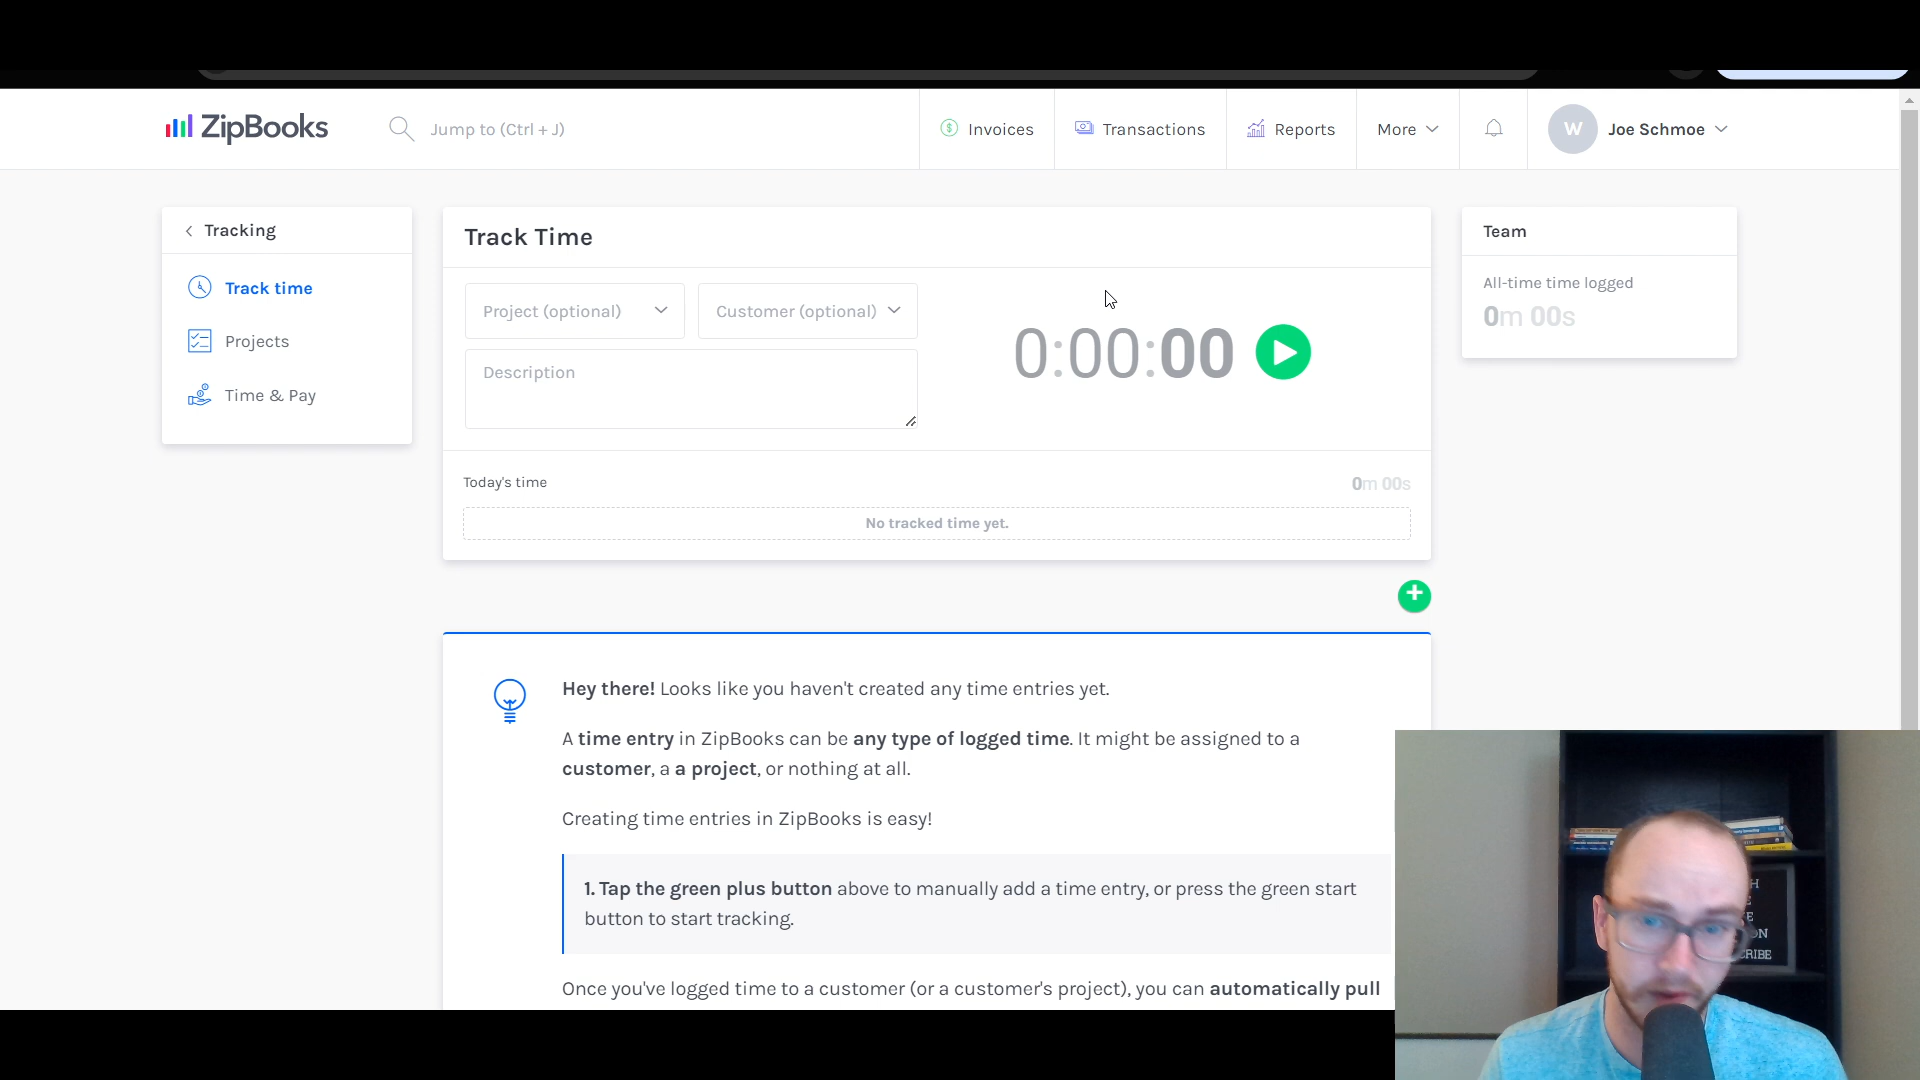 ZipBooks
Jump to (Ctrl + J)
Invoices
Transactions
Reports
More
W
Joe Schmoe
Tracking
Track time
Projects
Time & Pay
Track Time
Project (optional)
Customer (optional)
Description
0:00:00
Today's time
0m 00s
No tracked time yet.
Team
All-time time logged
0m 00s
Hey there! Looks like you haven't created any time entries yet.
A time entry in ZipBooks can be any type of logged time. It might be assigned to a
customer, a a project, or nothing at all.
Creating time entries in ZipBooks is easy!
1. Tap the green plus button above to manually add a time entry, or press the green start
button to start tracking.
Once you've logged time to a customer (or a customer's project), you can automatically pull